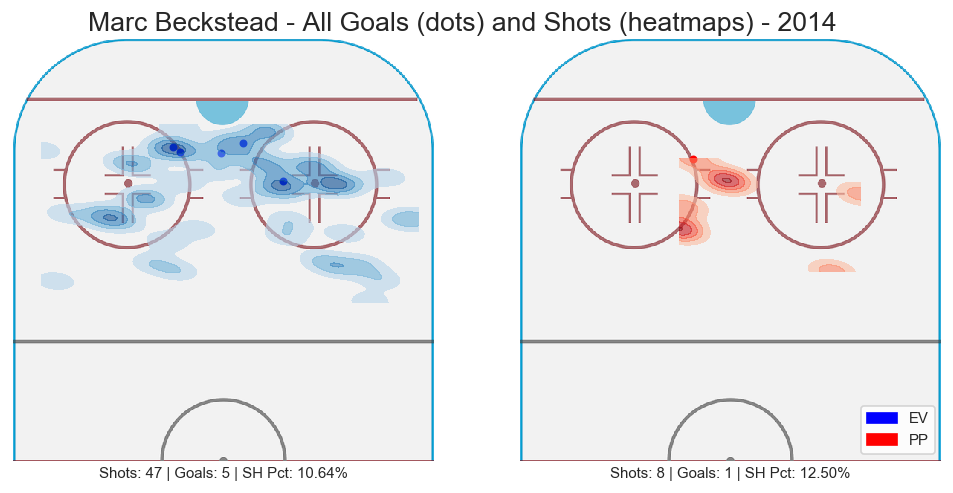 Marc Beckstead - All Goals (dots) and Shots (heatmaps) - 2014
EV
PP
Shots: 47 | Goals: 5 | SH Pct: 10.64%
Shots: 8 | Goals: 1 | SH Pct: 12.50%